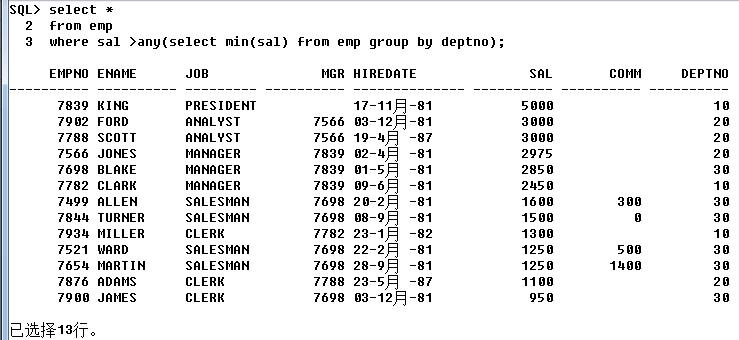 SQL> select *
  2  from emp
  3  where sal >any(select min(sal) from emp group by deptno);
     EMPNO ENAME      JOB              MGR HIREDATE              SAL       COMM     DEPTNO
---------- ---------- --------- ---------- -------------- ---------- ---------- ----------
      7839 KING       PRESIDENT            17-11月-81           5000                    10
      7902 FORD       ANALYST         7566 03-12月-81           3000                    20
      7788 SCOTT      ANALYST         7566 19-4月 -87           3000                    20
      7566 JONES      MANAGER         7839 02-4月 -81           2975                    20
      7698 BLAKE      MANAGER         7839 01-5月 -81           2850                    30
      7782 CLARK      MANAGER         7839 09-6月 -81           2450                    10
      7499 ALLEN      SALESMAN        7698 20-2月 -81           1600        300         30
      7844 TURNER     SALESMAN        7698 08-9月 -81           1500          0         30
      7934 MILLER     CLERK           7782 23-1月 -82           1300                    10
      7521 WARD       SALESMAN        7698 22-2月 -81           1250        500         30
      7654 MARTIN     SALESMAN        7698 28-9月 -81           1250       1400         30
      7876 ADAMS      CLERK           7788 23-5月 -87           1100                    20
      7900 JAMES      CLERK           7698 03-12月-81            950                    30
已选择13行。